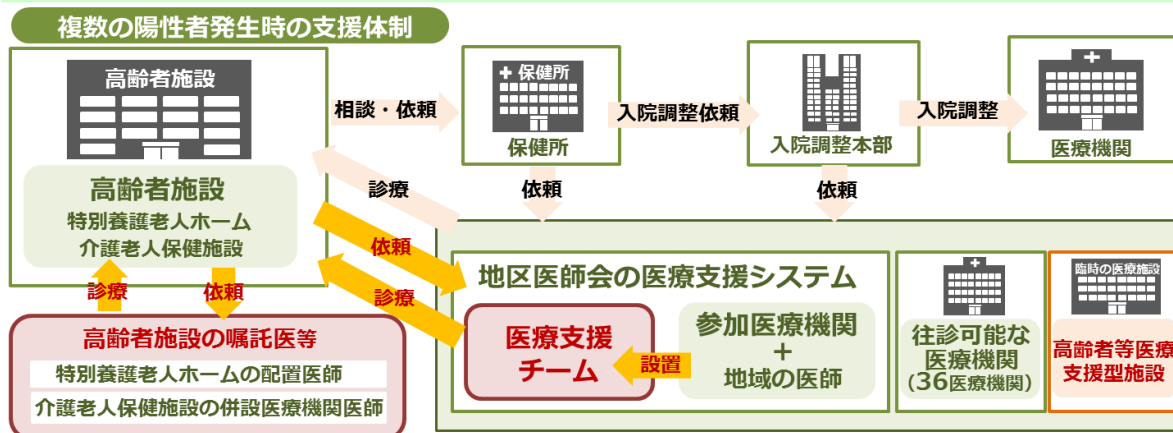 複数の陽性者発生時の支援体制
高齢者施設
高齢者施設
特別養護老人ホーム
介護老人保健施設
相談・依頼
+ 保健所
保健所
入院調整依頼
入院調整本部
入院調整
医療機関
診療
依頼
依頼
依頼
診療
診療
依頼
高齢者施設の嘱託医等
特別養護老人ホームの配置医師
介護老人保健施設の併設医療機関医師
地区医師会の医療支援システム
医療支援
チーム
設置
参加医療機関
+
地域の医師
往診可能な
医療機関
(36医療機関)
臨時の医療施設
高齢者等医療
支援型施設